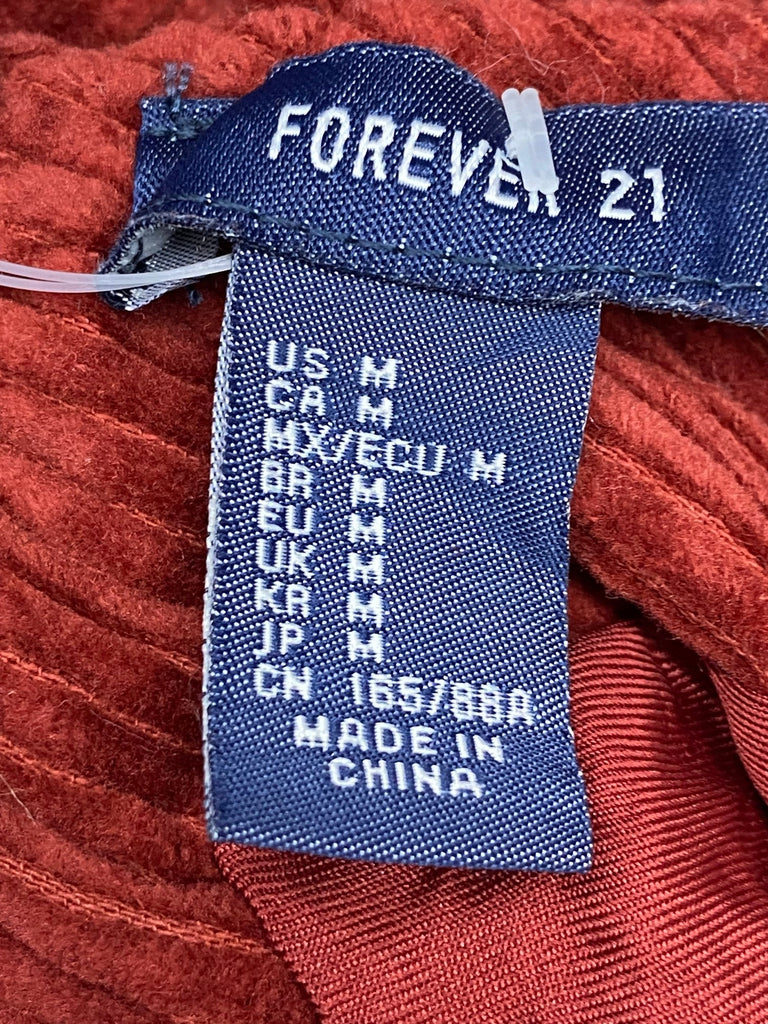 FOREVER 21
US M
CA M
MX/ECU M
BR M
EU M
UK M
KR M
JP M
CN 165/88A
MADE IN
CHINA